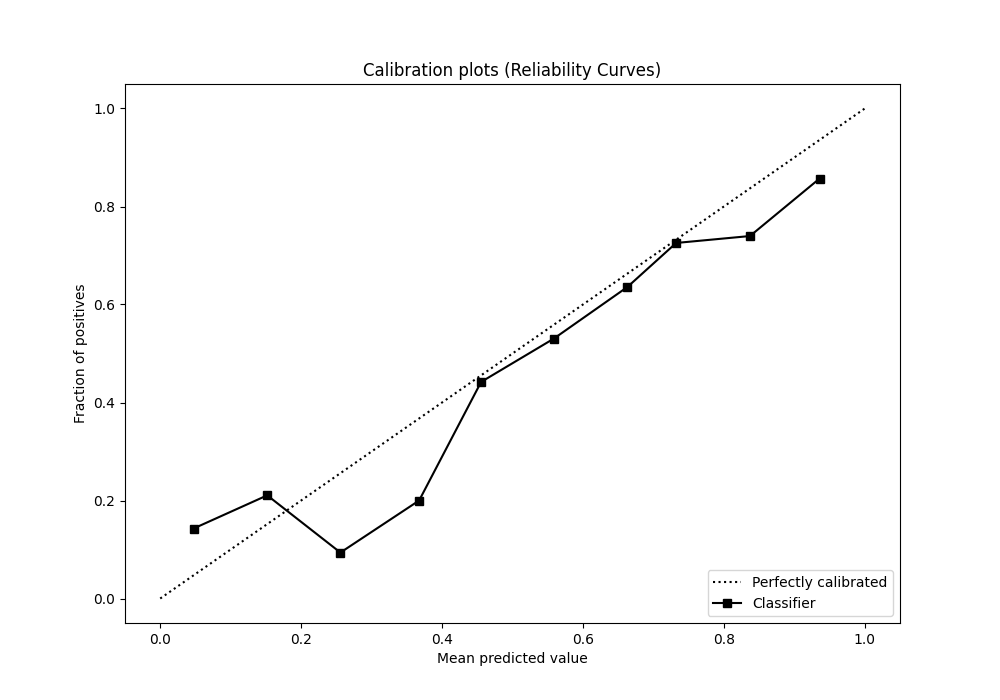 Calibration plots (Reliability Curves)
1.0
0.8
0.6
0.4
0.2
0.0
Fraction of positives
Perfectly calibrated
Classifier
0.0 0.2 0.4 0.6 0.8 1.0
Mean predicted value